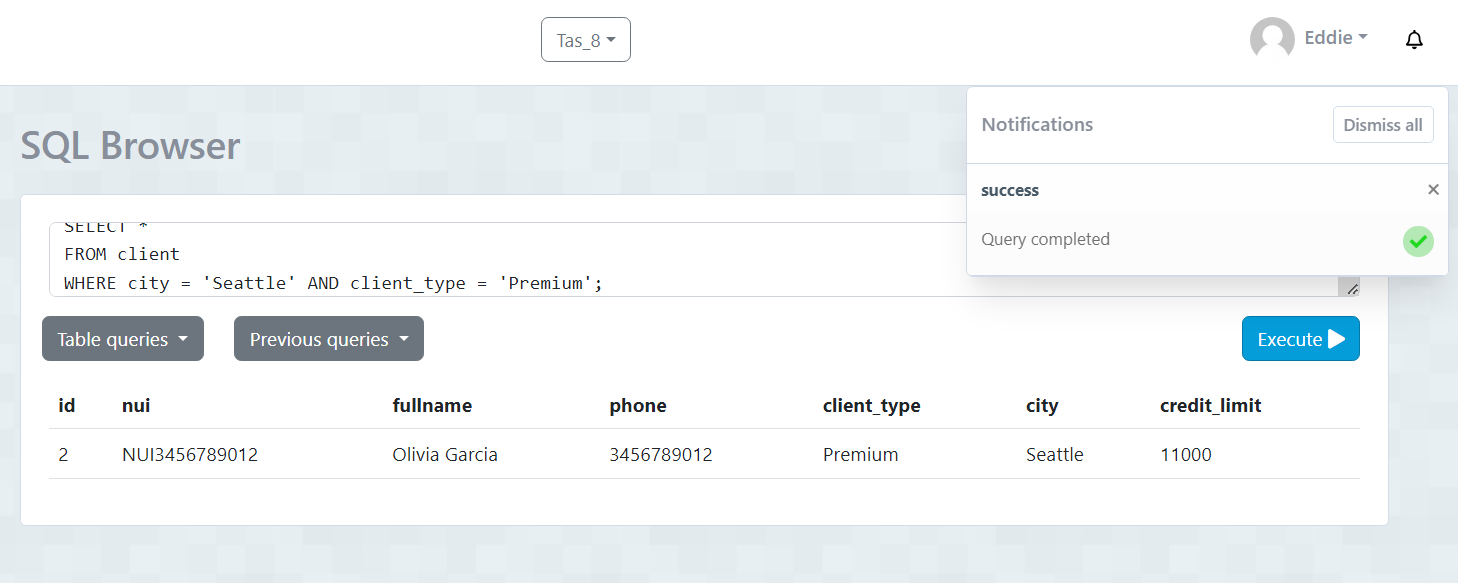 Tas_8
Eddie
Notifications
Dismiss all
success
Query completed
SQL Browser
SELECT *
FROM client
WHERE city = 'Seattle' AND client_type = 'Premium';
Table queries
Previous queries
Execute
id nui fullname phone client_type city credit_limit
2 NUI3456789012 Olivia Garcia 3456789012 Premium Seattle 11000